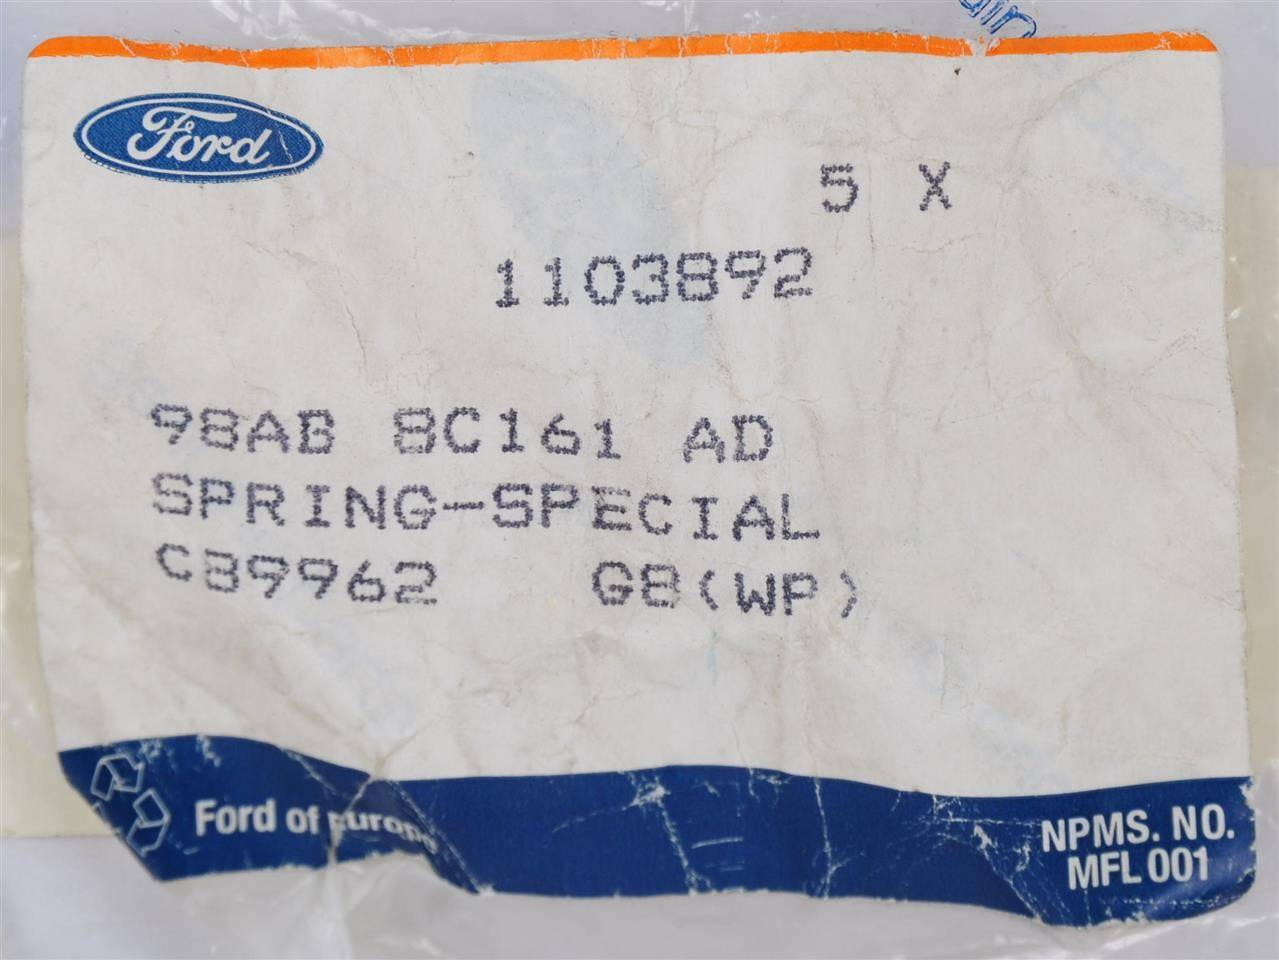 Ford
5 X
1103892
98AB 8C161 AD
SPRING-SPECIAL
C89962 G8(WP)
Ford of Europe
NPMS. NO.
MFL 001